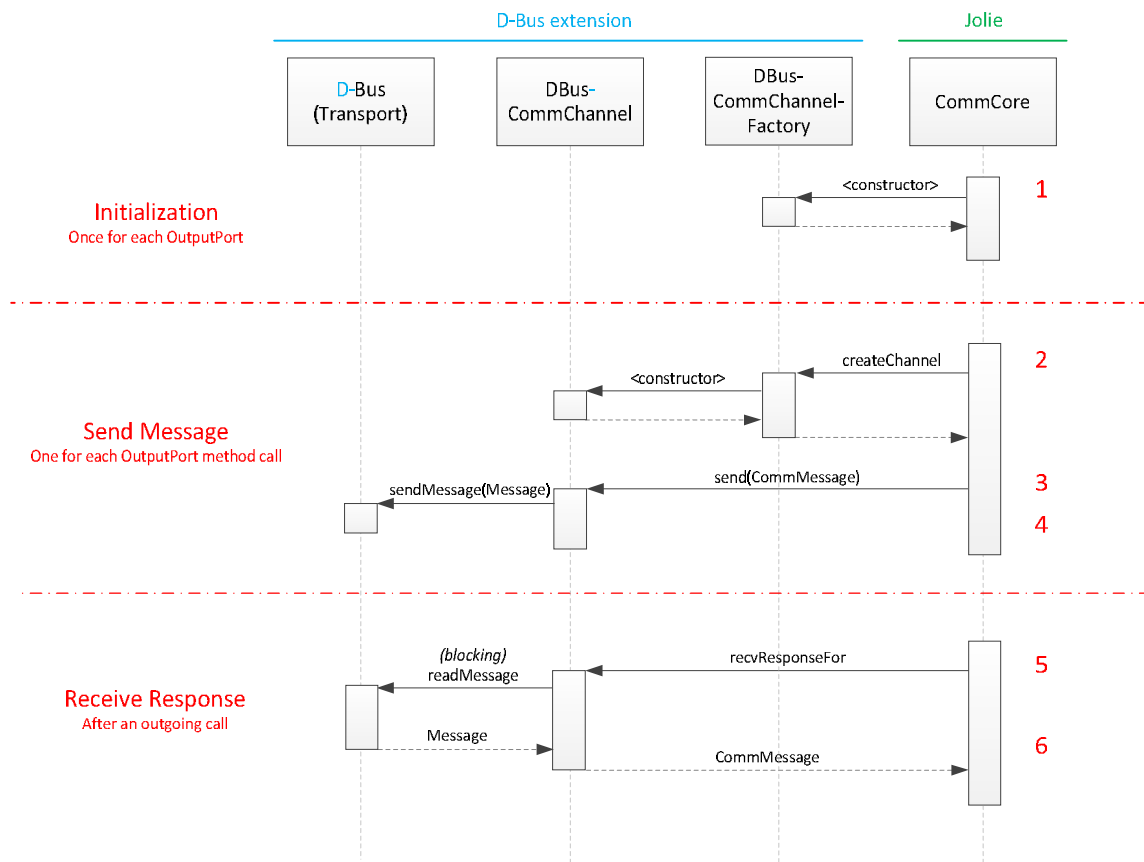 D-Bus extension
Jolie
D-Bus
(Transport)
DBus-
CommChannel
DBus-
CommChannel-
Factory
CommCore
<constructor>
1
Initialization
Once for each OutputPort
createChannel
2
<constructor>
Send Message
One for each OutputPort method call
send(CommMessage)
3
sendMessage(Message)
4
(blocking)
readMessage
recvResponseFor
5
Receive Response
After an outgoing call
Message
6
CommMessage